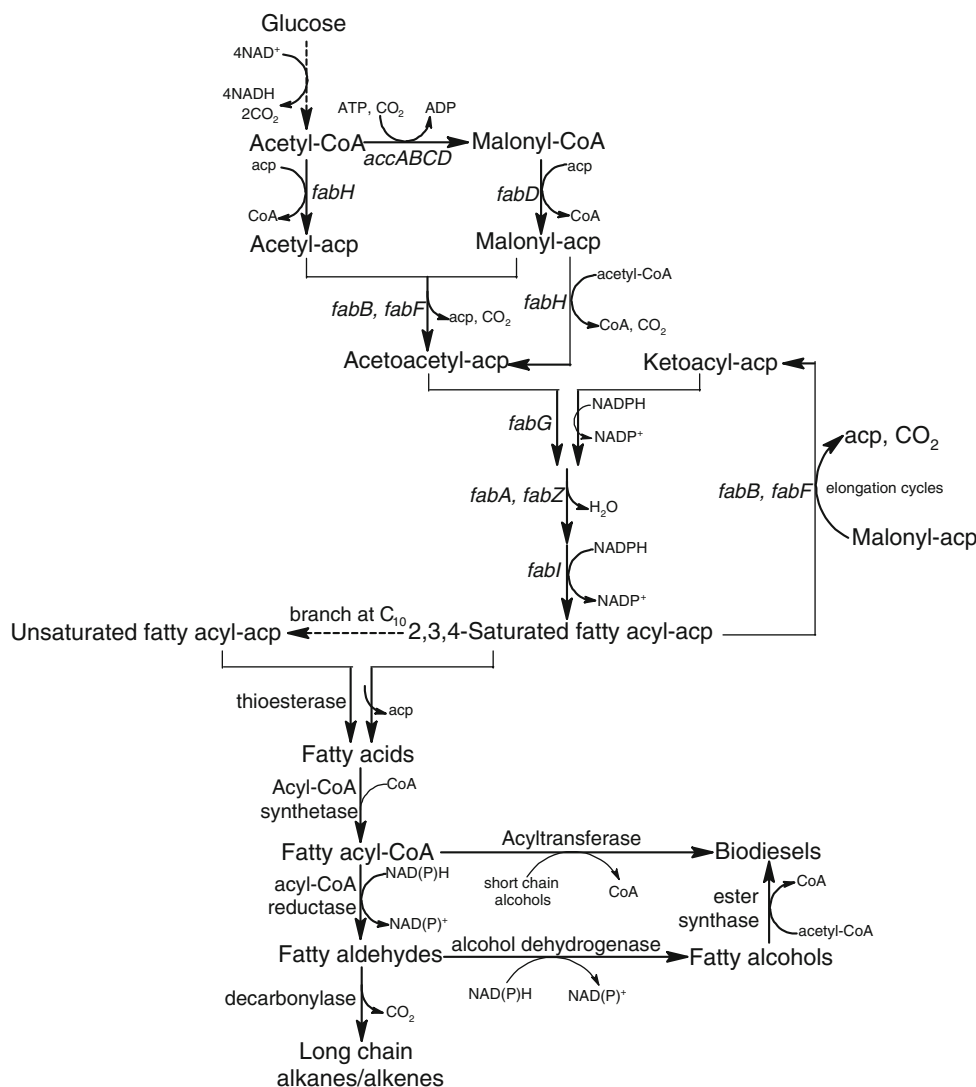 Glucose
4NAD⁺
4NADH
2CO₂
ATP, CO₂
ADP
Acetyl-CoA
accABCD
Malonyl-CoA
acp
fabH
CoA
acp
fabD
CoA
Acetyl-acp
Malonyl-acp
acetyl-CoA
fabB, fabF
acp, CO₂
fabH
CoA, CO₂
Acetoacetyl-acp
Ketoacyl-acp
fabG
NADPH
NADP⁺
acp, CO₂
fabA, fabZ
H₂O
fabB, fabF
elongation cycles
Malonyl-acp
NADPH
fabI
NADP⁺
branch at C₁₀
Unsaturated fatty acyl-acp
2,3,4-Saturated fatty acyl-acp
thioesterase
acp
Fatty acids
Acyl-CoA
synthetase
CoA
Fatty acyl-CoA
Acyltransferase
Biodiesels
short chain
alcohols
CoA
acyl-CoA
reductase
NAD(P)H
NAD(P)⁺
ester
synthase
CoA
acetyl-CoA
Fatty aldehydes
alcohol dehydrogenase
Fatty alcohols
NAD(P)H
NAD(P)⁺
decarbonylase
CO₂
Long chain
alkanes/alkenes